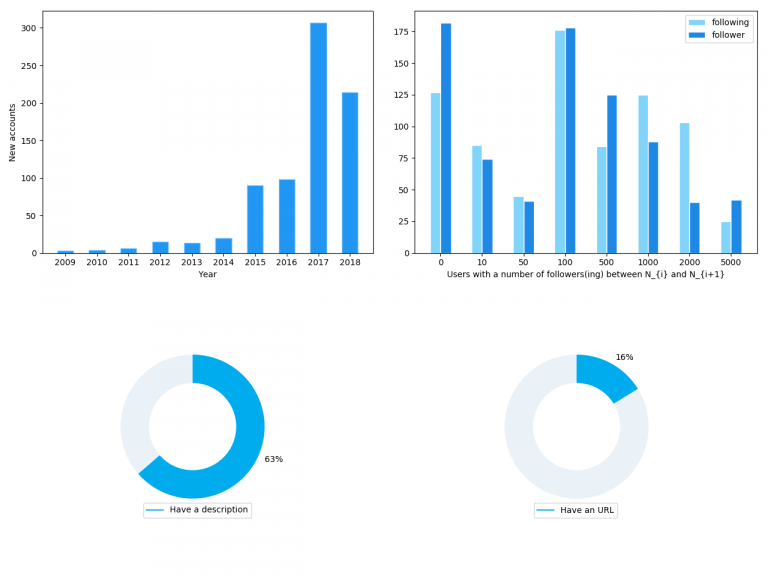 300
250
200
150
100
50
0
New accounts
2009 2010 2011 2012 2013 2014 2015 2016 2017 2018
Year
175
150
125
100
75
50
25
0
following
follower
0 10 50 100 500 1000 2000 5000
Users with a number of followers(ing) between N_{i} and N_{i+1}
63%
Have a description
16%
Have an URL